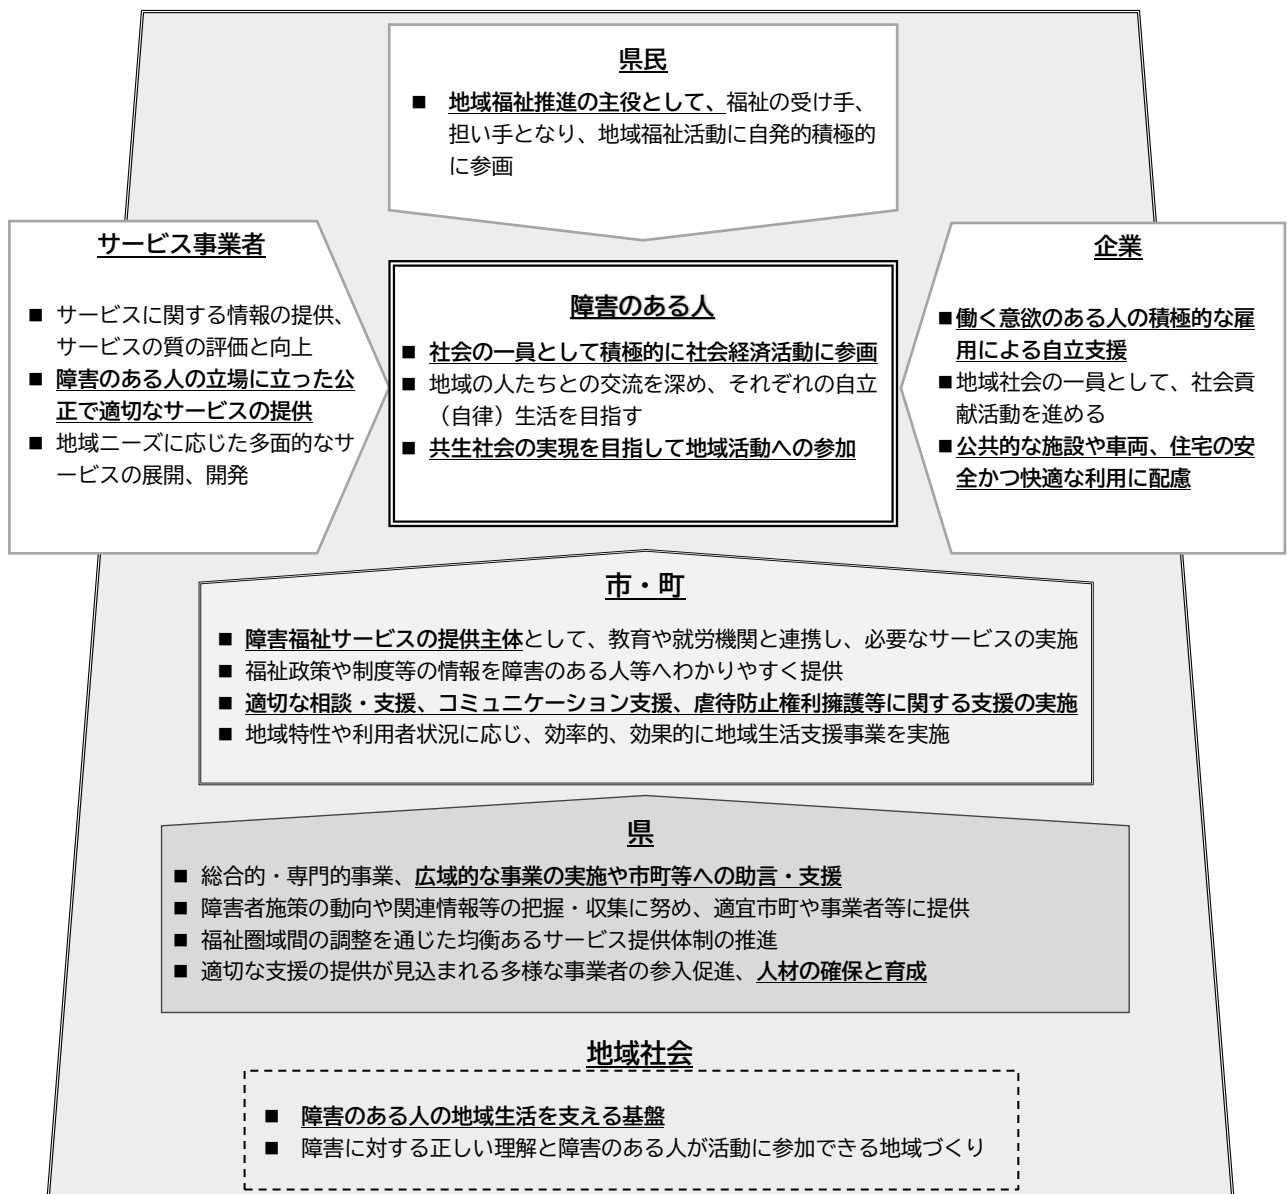 県民
■ 地域福祉推進の主役として、福祉の受け手、
担い手となり、地域福祉活動に自発的積極的
に参画
サービス事業者
■ サービスに関する情報の提供、
サービスの質の評価と向上
■ 障害のある人の立場に立った公
正で適切なサービスの提供
■ 地域ニーズに応じた多面的なサ
ービスの展開、開発
障害のある人
■ 社会の一員として積極的に社会経済活動に参画
■ 地域の人たちとの交流を深め、それぞれの自立
（自律）生活を目指す
■ 共生社会の実現を目指して地域活動への参加
企業
■働く意欲のある人の積極的な雇
用による自立支援
■地域社会の一員として、社会貢
献活動を進める
■公共的な施設や車両、住宅の安
全かつ快適な利用に配慮
市・町
■ 障害福祉サービスの提供主体として、教育や就労機関と連携し、必要なサービスの実施
■ 福祉政策や制度等の情報を障害のある人等へわかりやすく提供
■ 適切な相談・支援、コミュニケーション支援、虐待防止権利擁護等に関する支援の実施
■ 地域特性や利用者状況に応じ、効率的、効果的に地域生活支援事業を実施
県
■ 総合的・専門的事業、広域的な事業の実施や市町等への助言・支援
■ 障害者施策の動向や関連情報等の把握・収集に努め、適宜市町や事業者等に提供
■ 福祉圏域間の調整を通じた均衡あるサービス提供体制の推進
■ 適切な支援の提供が見込まれる多様な事業者の参入促進、人材の確保と育成
地域社会
■ 障害のある人の地域生活を支える基盤
■ 障害に対する正しい理解と障害のある人が活動に参加できる地域づくり